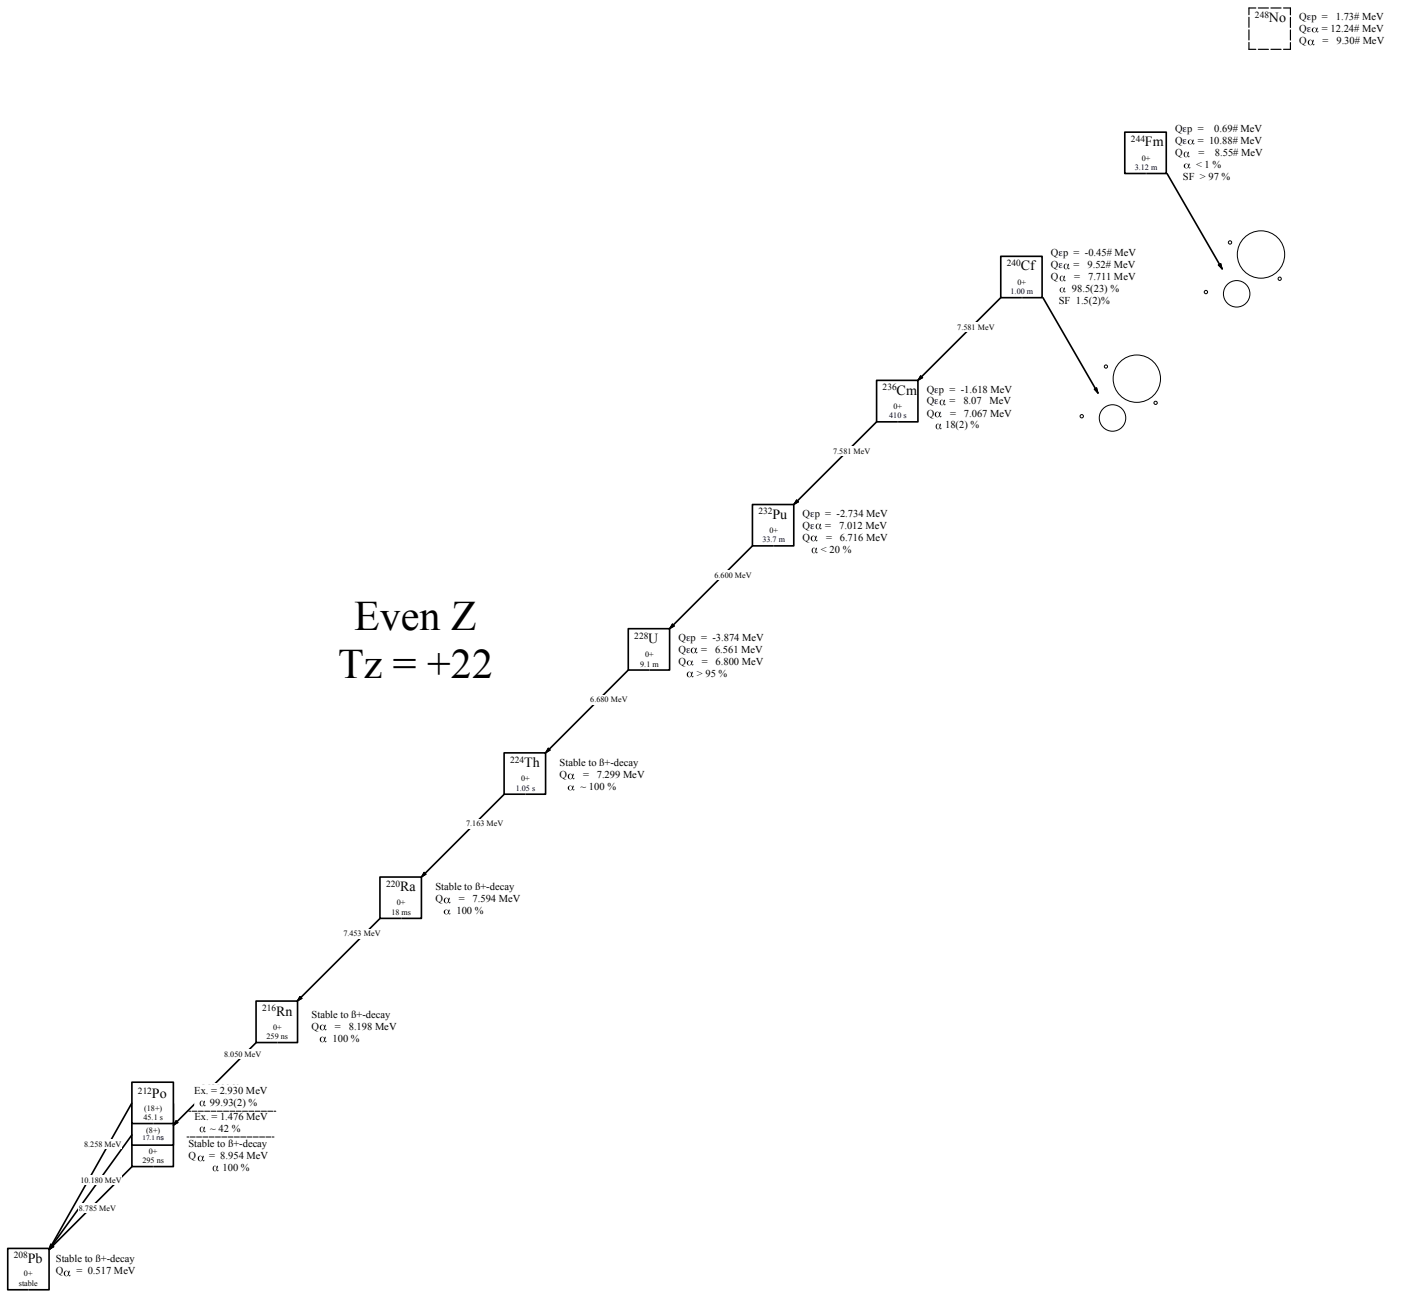 248No
Qεp = 1.73# MeV
Qεα = 12.24# MeV
Qα = 9.30# MeV
244Fm
0+
3.12 m
Qεp = 0.69# MeV
Qεα = 10.88# MeV
Qα = 8.55# MeV
α < 1 %
SF > 97 %
240Cf
0+
1.00 m
Qεp = -0.45# MeV
Qεα = 9.52# MeV
Qα = 7.711 MeV
α 98.5(23) %
SF 1.5(2)%
7.581 MeV
236Cm
0+
410 s
Qεp = -1.618 MeV
Qεα = 8.07 MeV
Qα = 7.067 MeV
α 18(2) %
7.581 MeV
232Pu
0+
33.7 m
Qεp = -2.734 MeV
Qεα = 7.012 MeV
Qα = 6.716 MeV
α < 20 %
6.600 MeV
Even Z
Tz = +22
228U
0+
9.1 m
Qεp = -3.874 MeV
Qεα = 6.561 MeV
Qα = 6.800 MeV
α > 95 %
6.680 MeV
224Th
0+
1.05 s
Stable to ß+-decay
Qα = 7.299 MeV
α ~ 100 %
7.163 MeV
220Ra
0+
18 ms
Stable to ß+-decay
Qα = 7.594 MeV
α 100 %
7.453 MeV
216Rn
0+
259 ns
Stable to ß+-decay
Qα = 8.198 MeV
α 100 %
8.050 MeV
212Po
(18+)
45.1 s
(8+)
17.1 ns
0+
295 ns
Ex. = 2.930 MeV
α 99.93(2) %
Ex. = 1.476 MeV
α ~ 42 %
Stable to ß+-decay
Qα = 8.954 MeV
α 100 %
8.258 MeV
10.180 MeV
8.785 MeV
208Pb
0+
stable
Stable to ß+-decay
Qα = 0.517 MeV